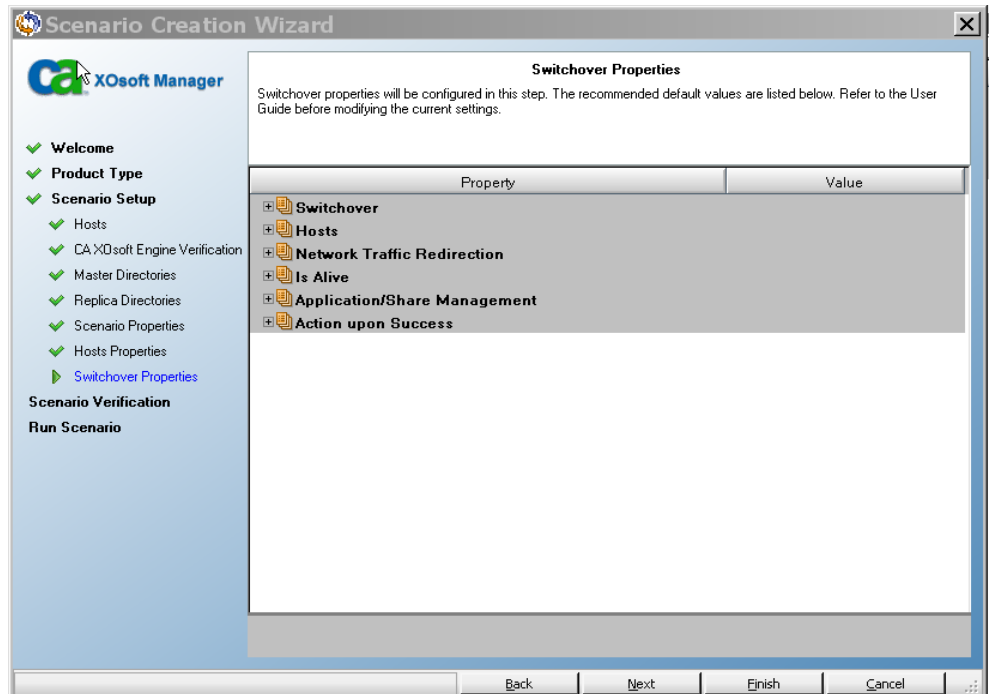 Scenario Creation Wizard
ca XOsoft Manager
Welcome
Product Type
Scenario Setup
Hosts
CA XOsoft Engine Verification
Master Directories
Replica Directories
Scenario Properties
Hosts Properties
Switchover Properties
Scenario Verification
Run Scenario
Switchover Properties
Switchover properties will be configured in this step. The recommended default values are listed below. Refer to the User
Guide before modifying the current settings.
Property Value
Switchover
Hosts
Network Traffic Redirection
Is Alive
Application/Share Management
Action upon Success
Back Next Finish Cancel